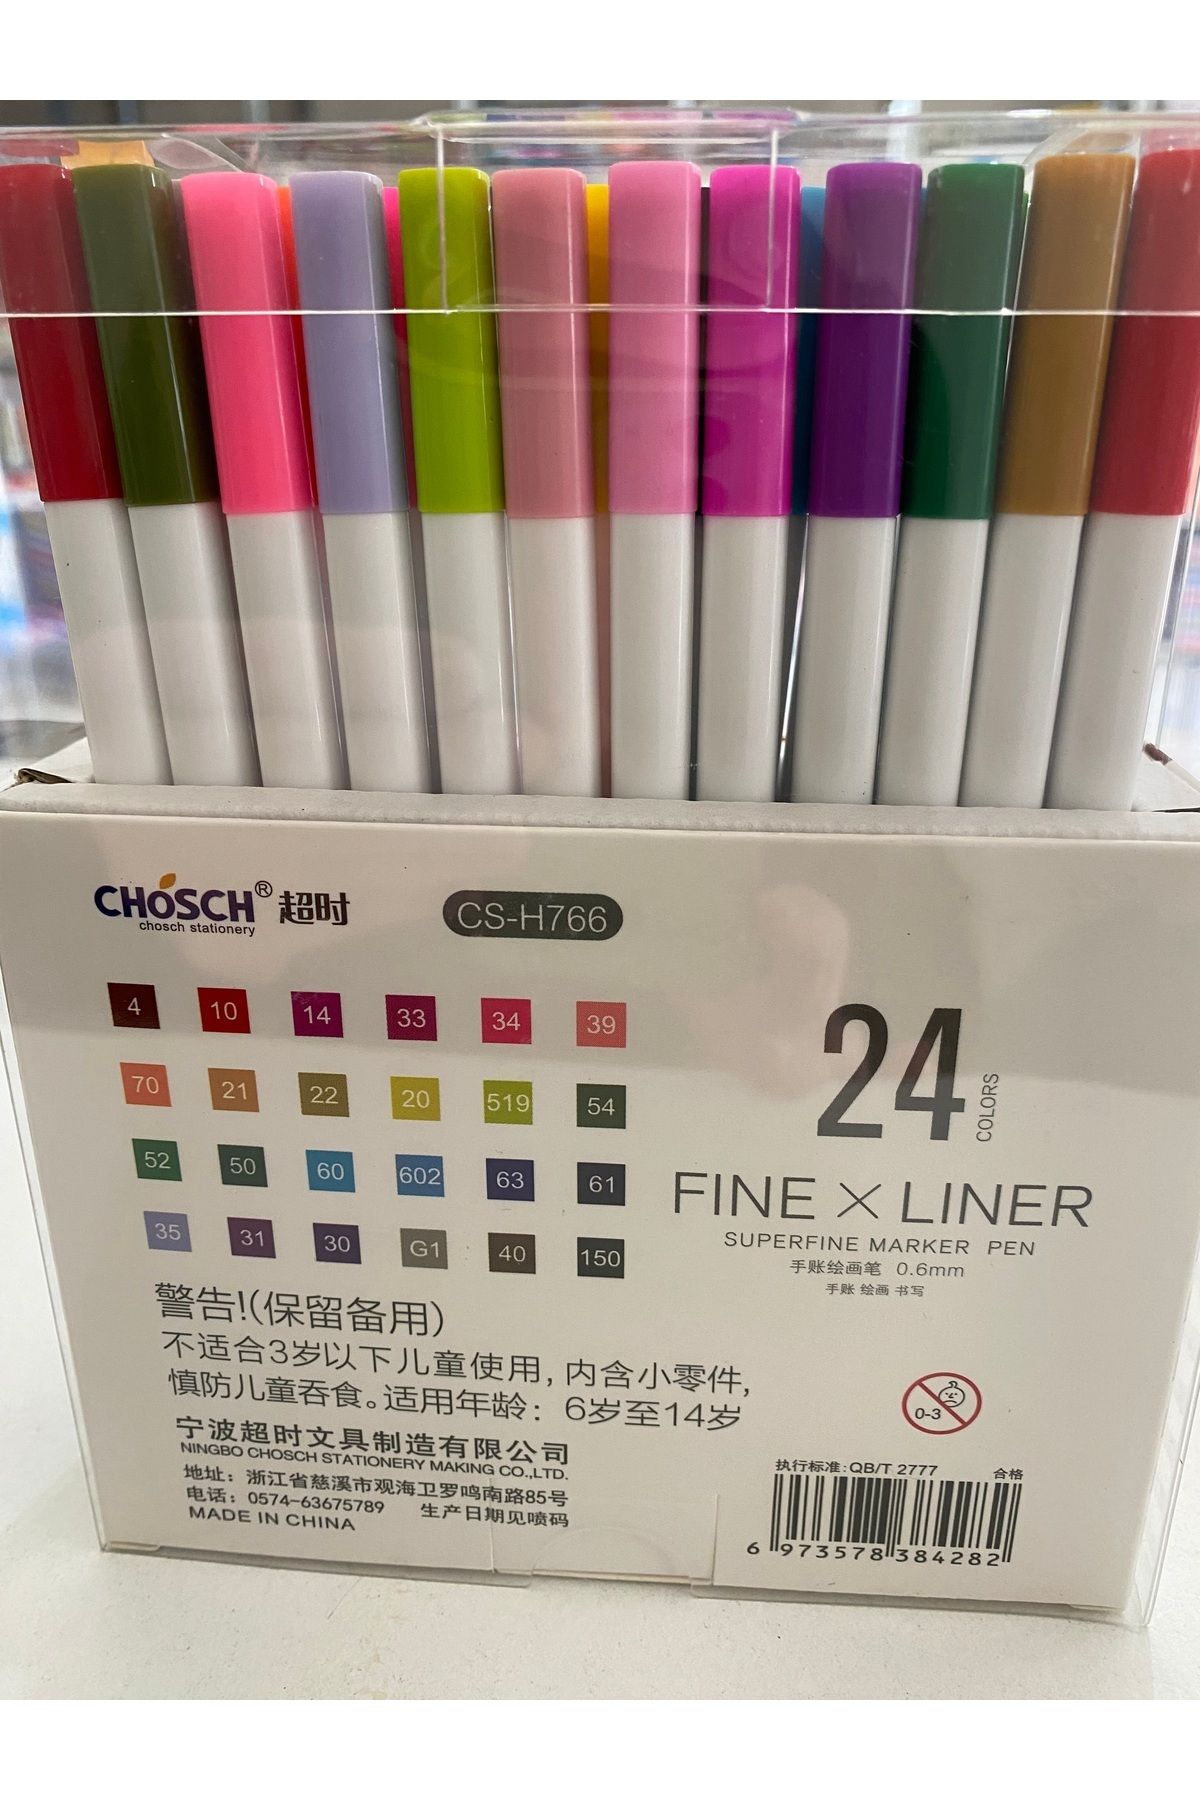 CHOSCH® 超时
chosch stationery
CS-H766
4 10 14 33 34 39
70 21 22 20 519 54
52 50 60 602 63 61
35 31 30 G1 40 150
24
COLORS
FINE X LINER
SUPERFINE MARKER PEN
手账绘画笔 0.6mm
手账 绘画 书写
警告!(保留备用)
不适合3岁以下儿童使用,内含小零件,
慎防儿童吞食。适用年龄：6岁至14岁
宁波超时文具制造有限公司
NINGBO CHOSCH STATIONERY MAKING CO.,LTD.
地址：浙江省慈溪市观海卫罗鸣南路85号
电话：0574-63675789 生产日期见喷码
MADE IN CHINA
0-3
执行标准:QB/T 2777 合格
6 973578 384282